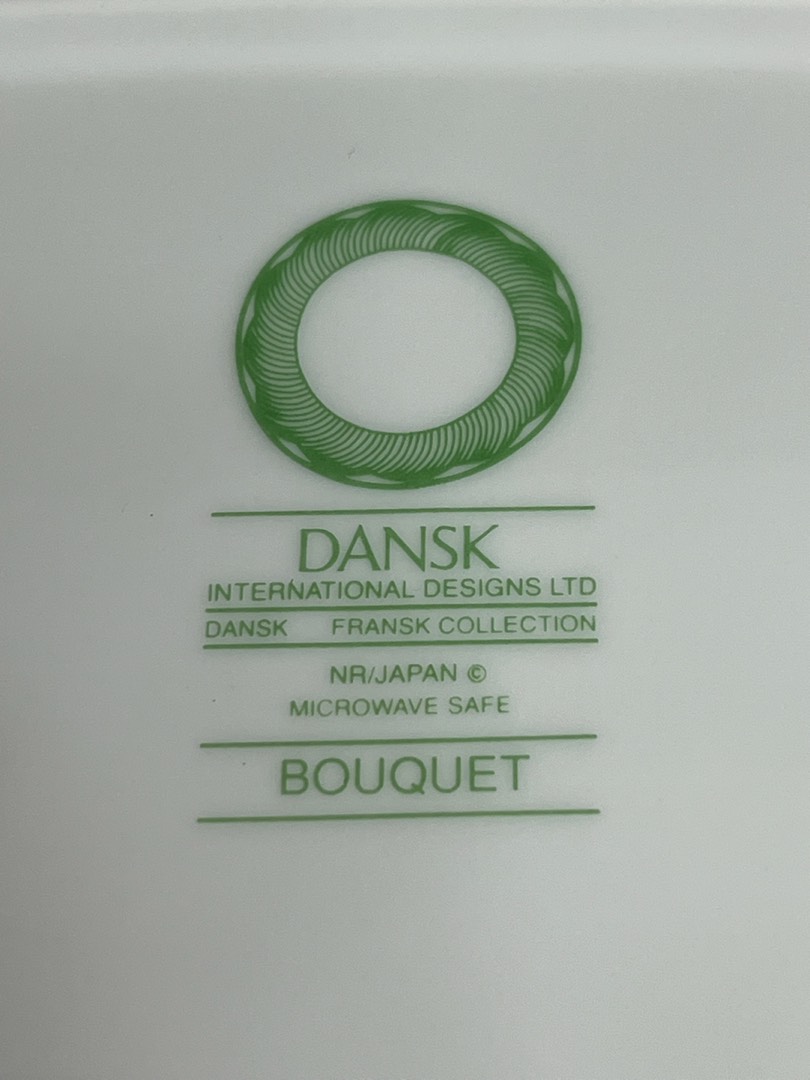 DANSK
INTERNATIONAL DESIGNS LTD
DANSK FRANSK COLLECTION
NR/JAPAN ©
MICROWAVE SAFE
BOUQUET